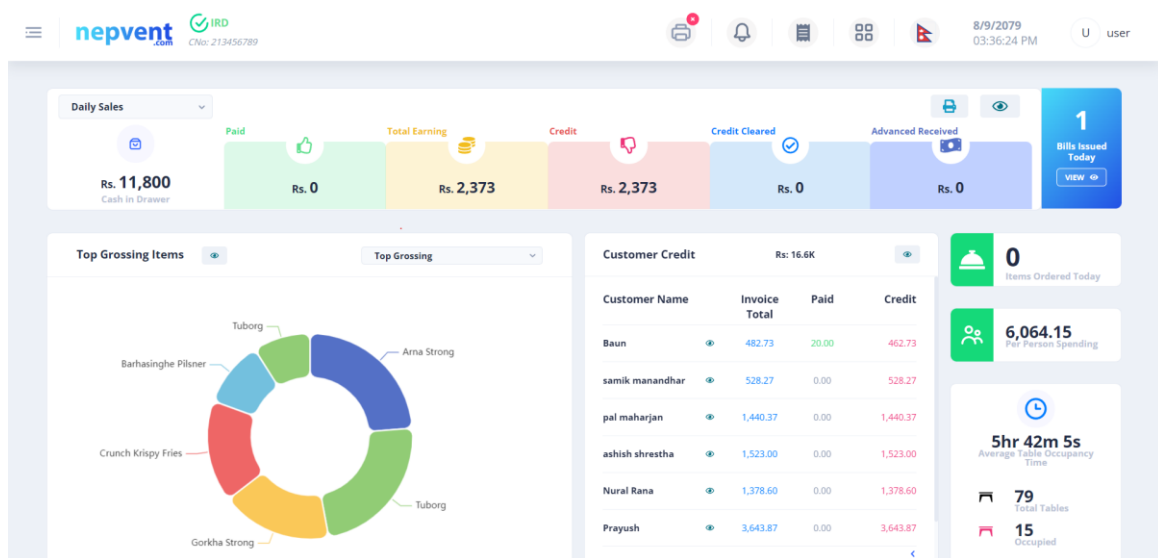 nepvent
.com
IRD
CNo: 213456789
8/9/2079
03:36:24 PM
U user
Daily Sales
Rs. 11,800
Cash in Drawer
Paid
Rs. 0
Total Earning
Rs. 2,373
Credit
Rs. 2,373
Credit Cleared
Rs. 0
Advanced Received
Rs. 0
1
Bills Issued
Today
VIEW
Top Grossing Items
Top Grossing
Tuborg
Arna Strong
Barhasinghe Pilsner
Crunch Krispy Fries
Tuborg
Gorkha Strong
Customer Credit Rs: 16.6K
Customer Name Invoice Total Paid Credit
Baun 482.73 20.00 462.73
samik manandhar 528.27 0.00 528.27
pal maharjan 1,440.37 0.00 1,440.37
ashish shrestha 1,523.00 0.00 1,523.00
Nural Rana 1,378.60 0.00 1,378.60
Prayush 3,643.87 0.00 3,643.87
0
Items Ordered Today
6,064.15
Per Person Spending
5hr 42m 5s
Average Table Occupancy
Time
79
Total Tables
15
Occupied